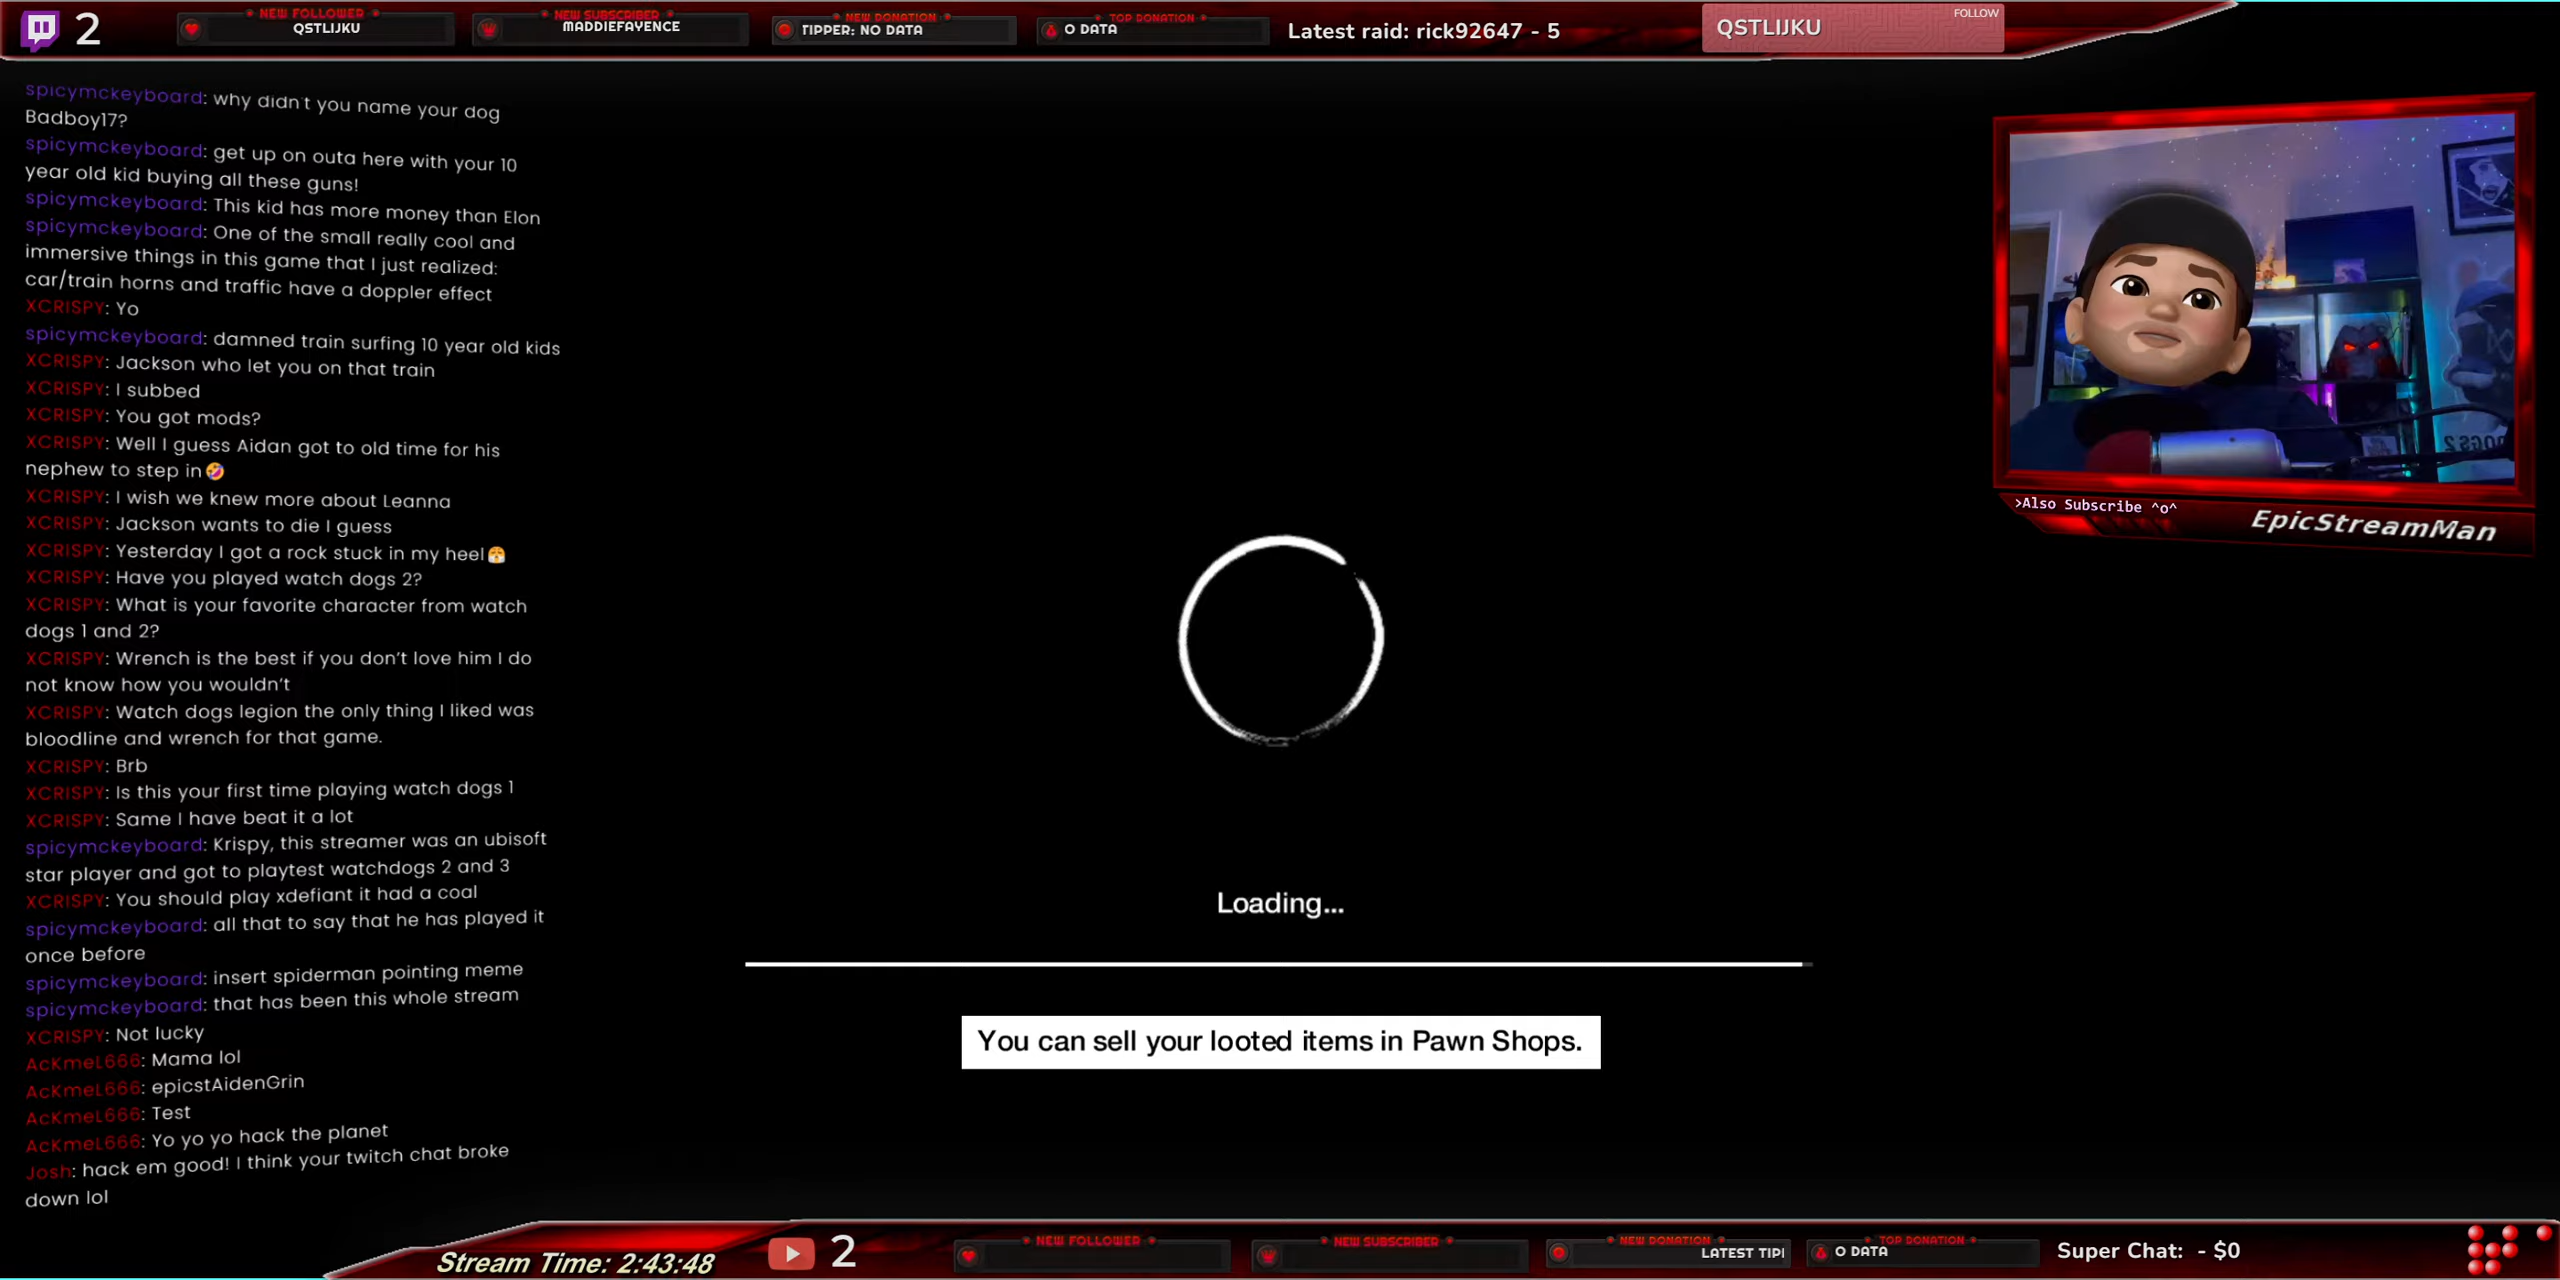 2
NEW FOLLOWER
QSTLIJKU
NEW SUBSCRIBER
MADDIEFAYENCE
NEW DONATION
TIPPER: NO DATA
TOP DONATION
O DATA
Latest raid: rick92647 - 5
QSTLIJKU
FOLLOW
spicymckeyboard: why didn't you name your dog
Badboy17?
spicymckeyboard: get up on outa here with your 10
year old kid buying all these guns!
spicymckeyboard: This kid has more money than Elon
spicymckeyboard: One of the small really cool and
immersive things in this game that I just realized:
car/train horns and traffic have a doppler effect
XCRISPY: Yo
spicymckeyboard: damned train surfing 10 year old kids
XCRISPY: Jackson who let you on that train
XCRISPY: I subbed
XCRISPY: You got mods?
XCRISPY: Well I guess Aidan got to old time for his
nephew to step in🤣
XCRISPY: I wish we knew more about Leanna
XCRISPY: Jackson wants to die I guess
XCRISPY: Yesterday I got a rock stuck in my heel😤
XCRISPY: Have you played watch dogs 2?
XCRISPY: What is your favorite character from watch
dogs 1 and 2?
XCRISPY: Wrench is the best if you don't love him I do
not know how you wouldn't
XCRISPY: Watch dogs legion the only thing I liked was
bloodline and wrench for that game.
XCRISPY: Brb
XCRISPY: Is this your first time playing watch dogs 1
XCRISPY: Same I have beat it a lot
spicymckeyboard: Krispy, this streamer was an ubisoft
star player and got to playtest watchdogs 2 and 3
XCRISPY: You should play xdefiant it had a coal
spicymckeyboard: all that to say that he has played it
once before
spicymckeyboard: insert spiderman pointing meme
spicymckeyboard: that has been this whole stream
XCRISPY: Not lucky
AcKmeL666: Mama lol
AcKmeL666: epicstAidenGrin
AcKmeL666: Test
AcKmeL666: Yo yo yo hack the planet
Josh: hack em good! I think your twitch chat broke
down lol
>Also Subscribe ^o^
EpicStreamMan
Loading...
You can sell your looted items in Pawn Shops.
Stream Time: 2:43:48
2
NEW FOLLOWER
NEW SUBSCRIBER
NEW DONATION
LATEST TIP
TOP DONATION
O DATA
Super Chat: - $0